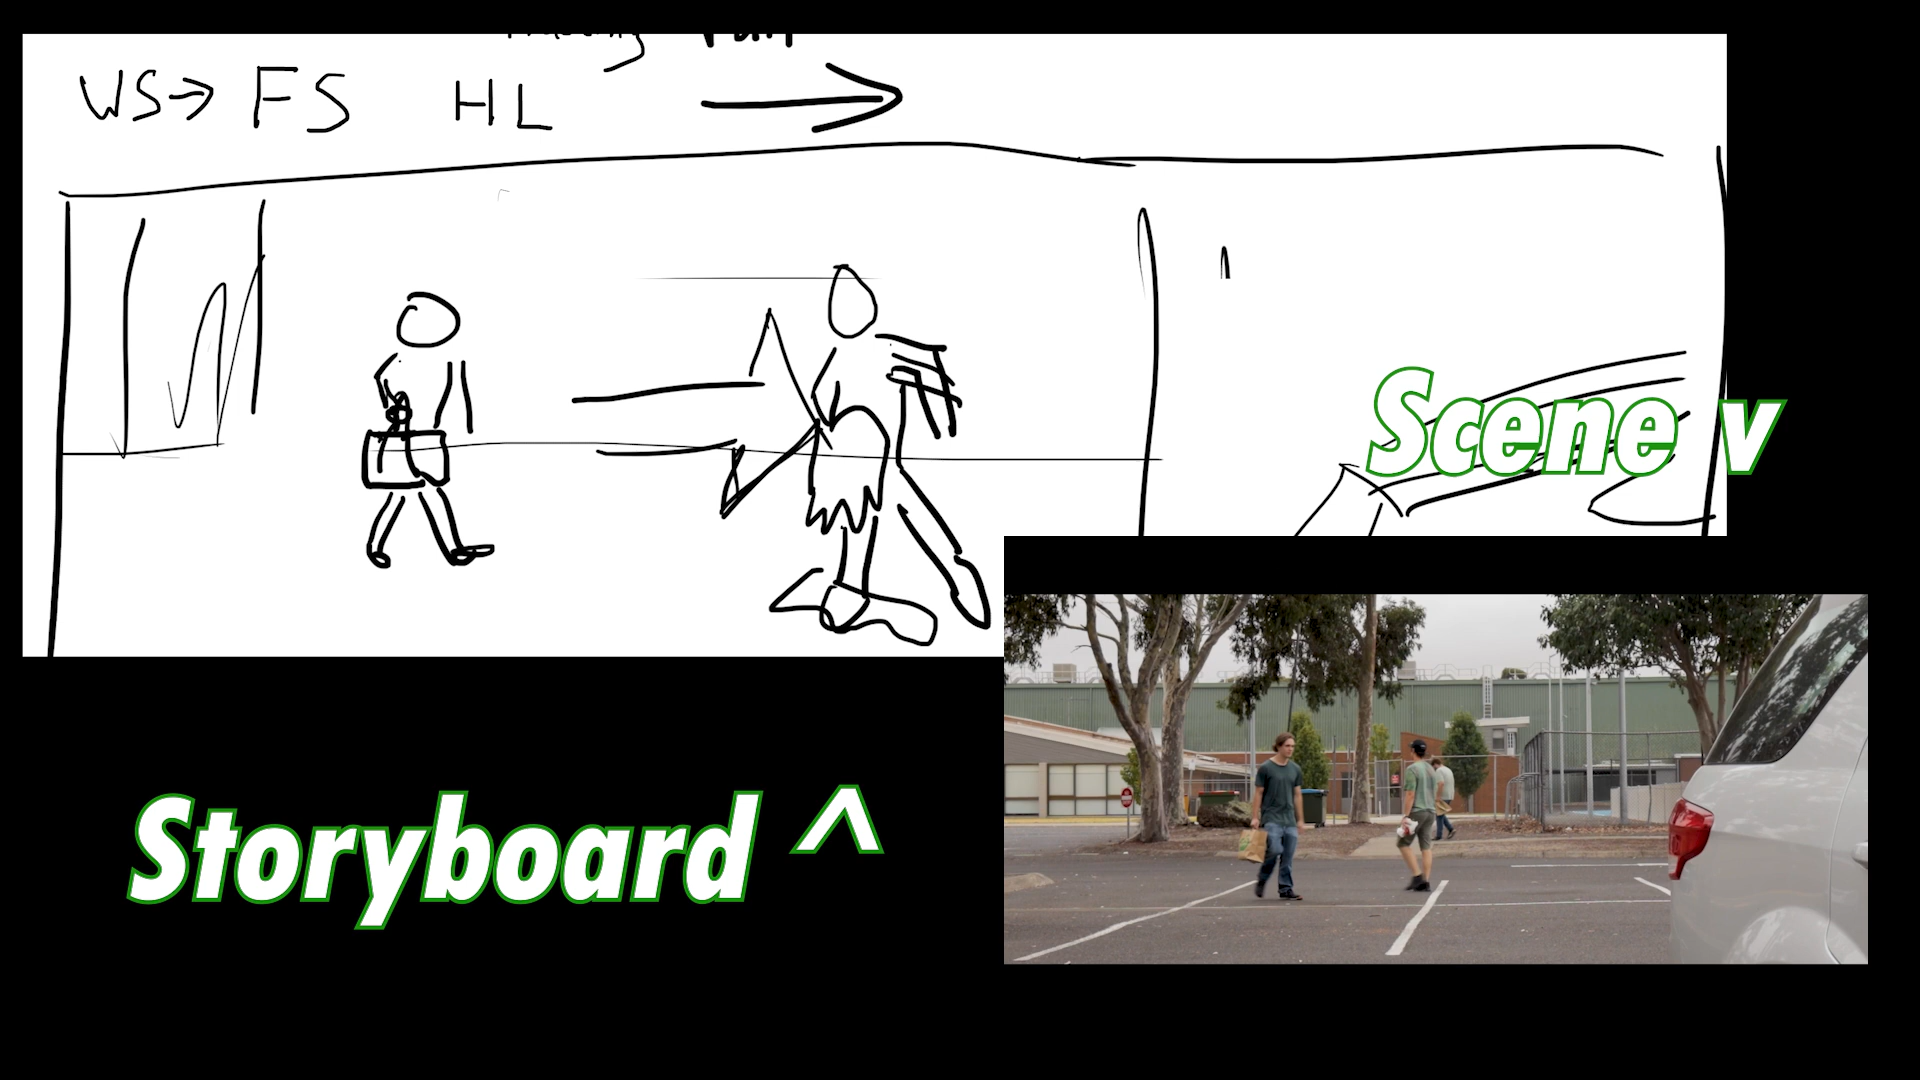 WS→ FS HL
Scene v
Storyboard ^